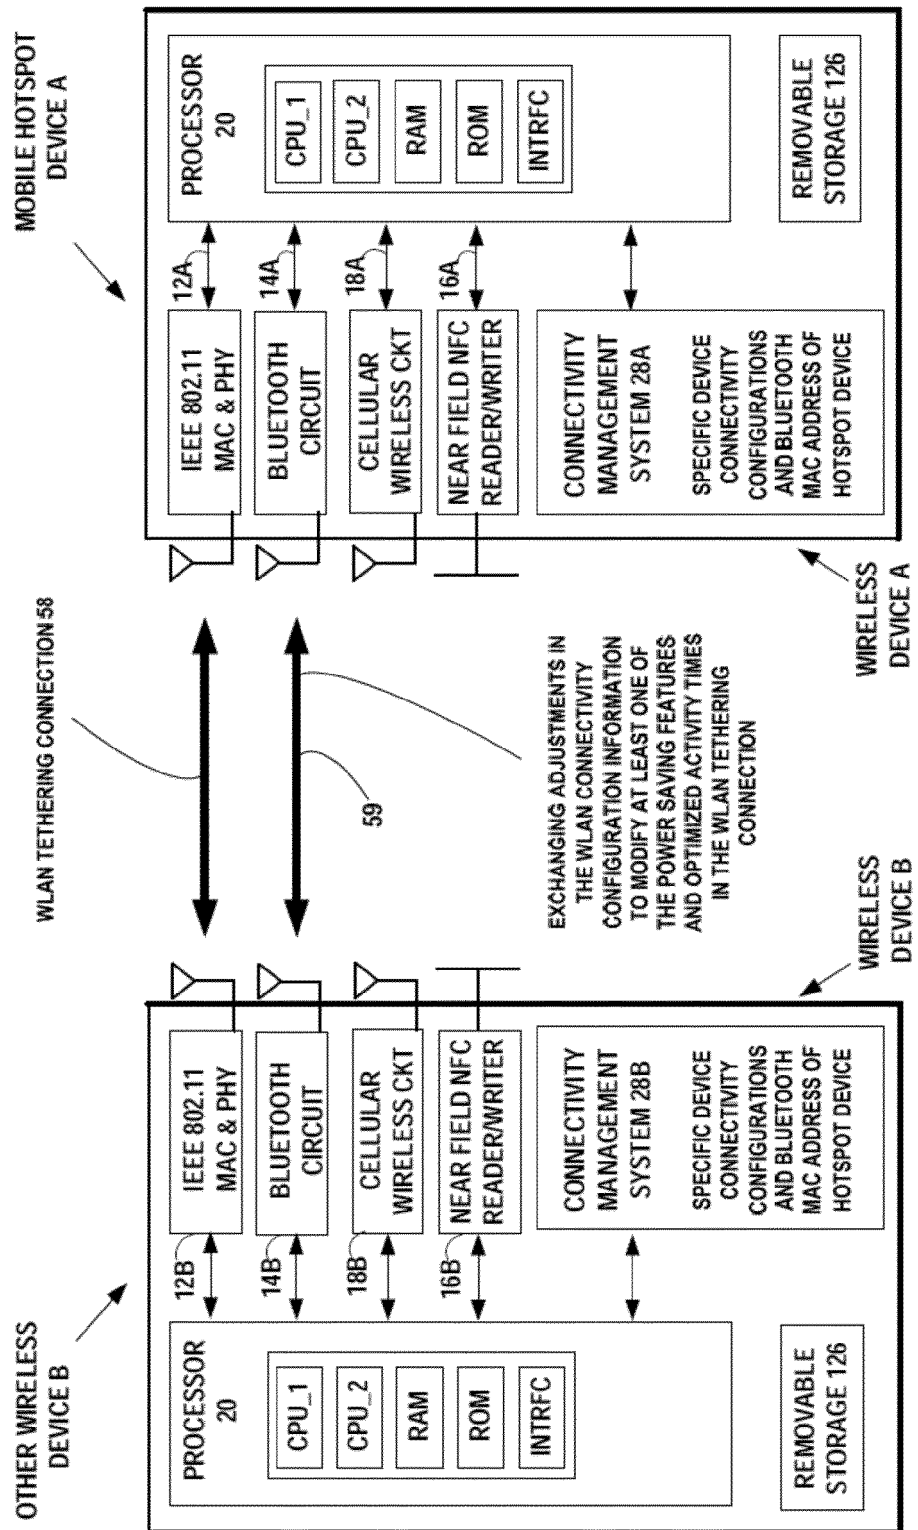 OTHER WIRELESS
DEVICE B
PROCESSOR
20
CPU_1
CPU_2
RAM
ROM
INTRFC
REMOVABLE
STORAGE 126
12B
14B
18B
16B
IEEE 802.11
MAC & PHY
BLUETOOTH
CIRCUIT
CELLULAR
WIRELESS CKT
NEAR FIELD NFC
READER/WRITER
CONNECTIVITY
MANAGEMENT
SYSTEM 28B
SPECIFIC DEVICE
CONNECTIVITY
CONFIGURATIONS
AND BLUETOOTH
MAC ADDRESS OF
HOTSPOT DEVICE
WIRELESS
DEVICE B
WLAN TETHERING CONNECTION 58
59
EXCHANGING ADJUSTMENTS IN
THE WLAN CONNECTIVITY
CONFIGURATION INFORMATION
TO MODIFY AT LEAST ONE OF
THE POWER SAVING FEATURES
AND OPTIMIZED ACTIVITY TIMES
IN THE WLAN TETHERING
CONNECTION
MOBILE HOTSPOT
DEVICE A
IEEE 802.11
MAC & PHY
BLUETOOTH
CIRCUIT
CELLULAR
WIRELESS CKT
NEAR FIELD NFC
READER/WRITER
CONNECTIVITY
MANAGEMENT
SYSTEM 28A
SPECIFIC DEVICE
CONNECTIVITY
CONFIGURATIONS
AND BLUETOOTH
MAC ADDRESS OF
HOTSPOT DEVICE
12A
14A
18A
16A
PROCESSOR
20
CPU_1
CPU_2
RAM
ROM
INTRFC
REMOVABLE
STORAGE 126
WIRELESS
DEVICE A